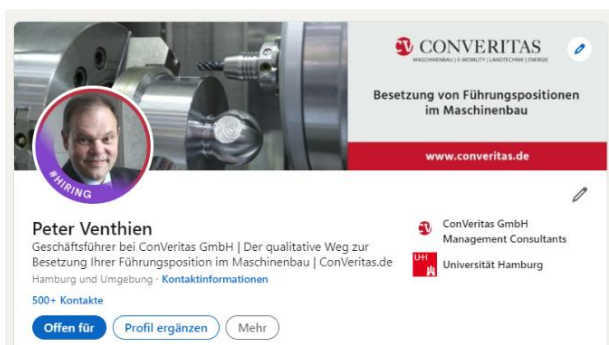 CONVERITAS
MASCHINENBAU | E-MOBILITY | LANDTECHNIK | ENERGIE
Besetzung von Führungspositionen
im Maschinenbau
www.converitas.de
#HIRING
Peter Venthien
Geschäftsführer bei ConVeritas GmbH | Der qualitative Weg zur
Besetzung Ihrer Führungsposition im Maschinenbau | ConVeritas.de
Hamburg und Umgebung · Kontaktinformationen
500+ Kontakte
Offen für
Profil ergänzen
Mehr
CV
ConVeritas GmbH
Management Consultants
UH
Universität Hamburg